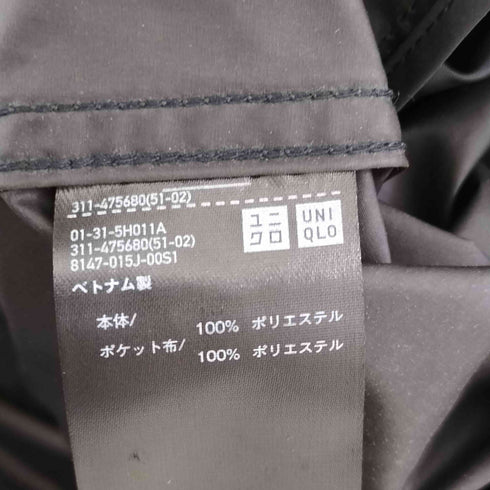 311-475680(51-02)
01-31-5H011A
311-475680(51-02)
8147-015J-00S1
ユニ
クロ
UNI
QLO
ベトナム製
本体/ 100% ポリエステル
ポケット布/ 100% ポリエステル